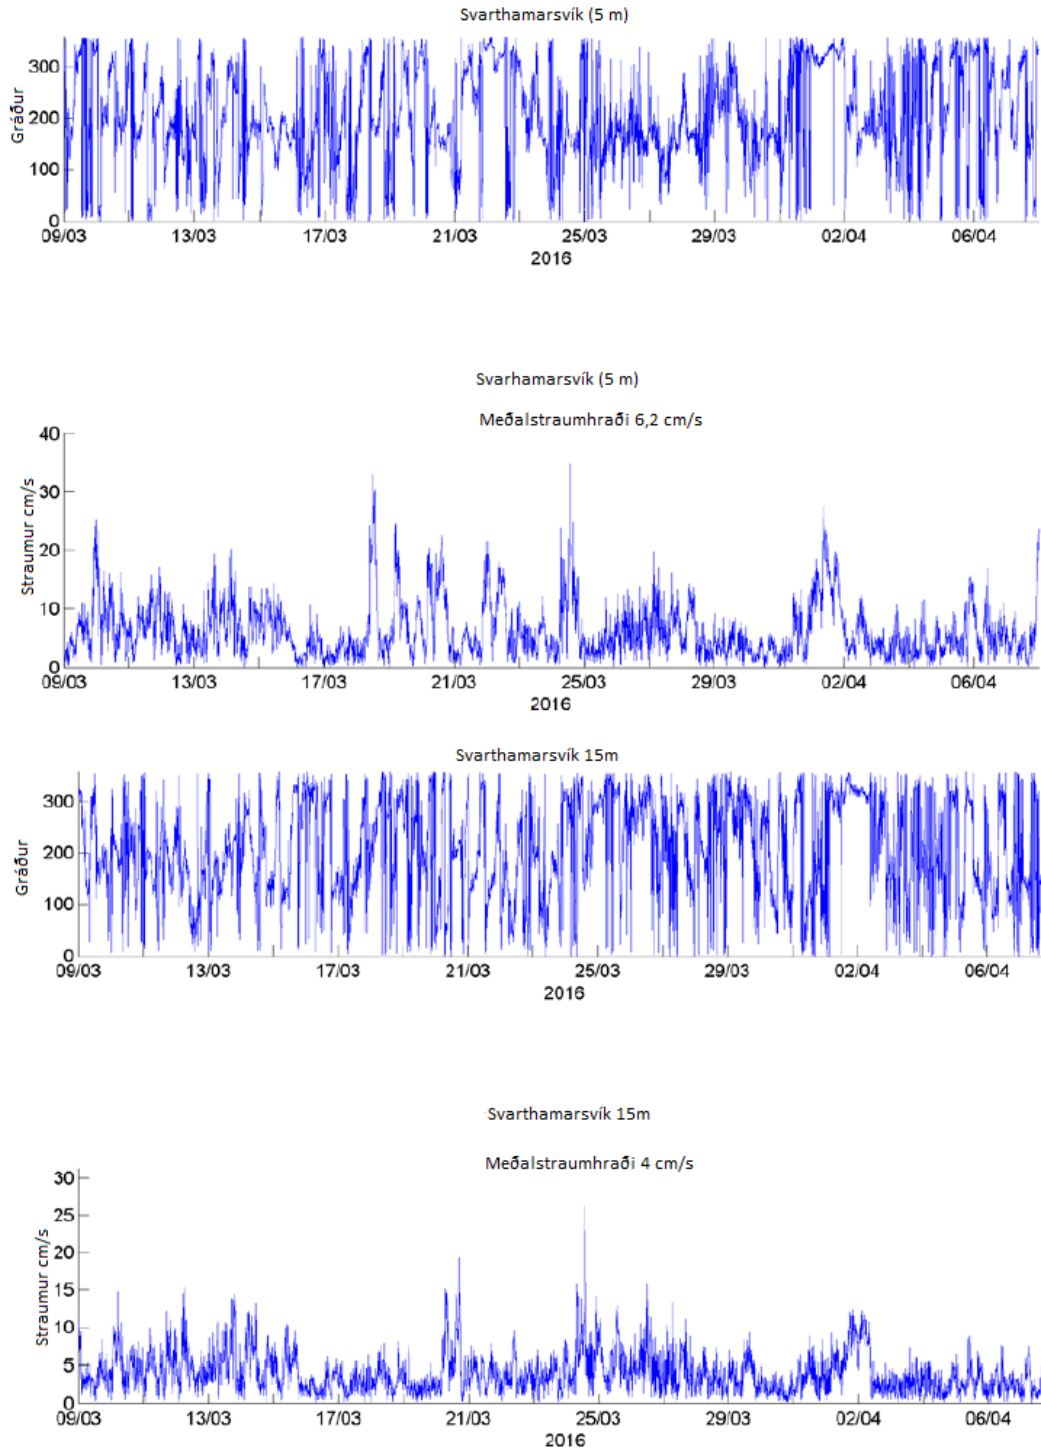 Svarthamarsvík (5 m)
Gráður
300
200
100
0
09/03 13/03 17/03 21/03 25/03 29/03 02/04 06/04
2016
Svarhamarsvík (5 m)
Meðalstraumhraði 6,2 cm/s
Straumur cm/s
40
30
20
10
0
09/03 13/03 17/03 21/03 25/03 29/03 02/04 06/04
2016
Svarthamarsvík 15m
Gráður
300
200
100
0
09/03 13/03 17/03 21/03 25/03 29/03 02/04 06/04
2016
Svarthamarsvík 15m
Meðalstraumhraði 4 cm/s
Straumur cm/s
30
25
20
15
10
5
0
09/03 13/03 17/03 21/03 25/03 29/03 02/04 06/04
2016